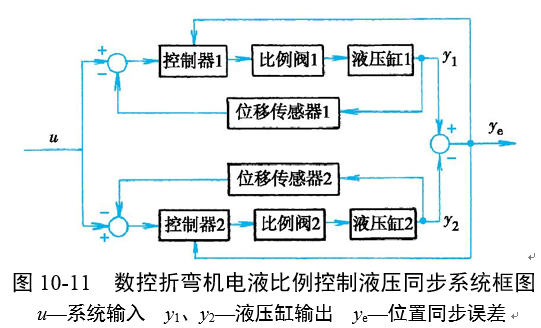 控制器1
比例阀1
液压缸1
y1
位移传感器1
u
ye
位移传感器2
控制器2
比例阀2
液压缸2
y2
图 10-11 数控折弯机电液比例控制液压同步系统框图
u—系统输入 y1、y2—液压缸输出 ye—位置同步误差